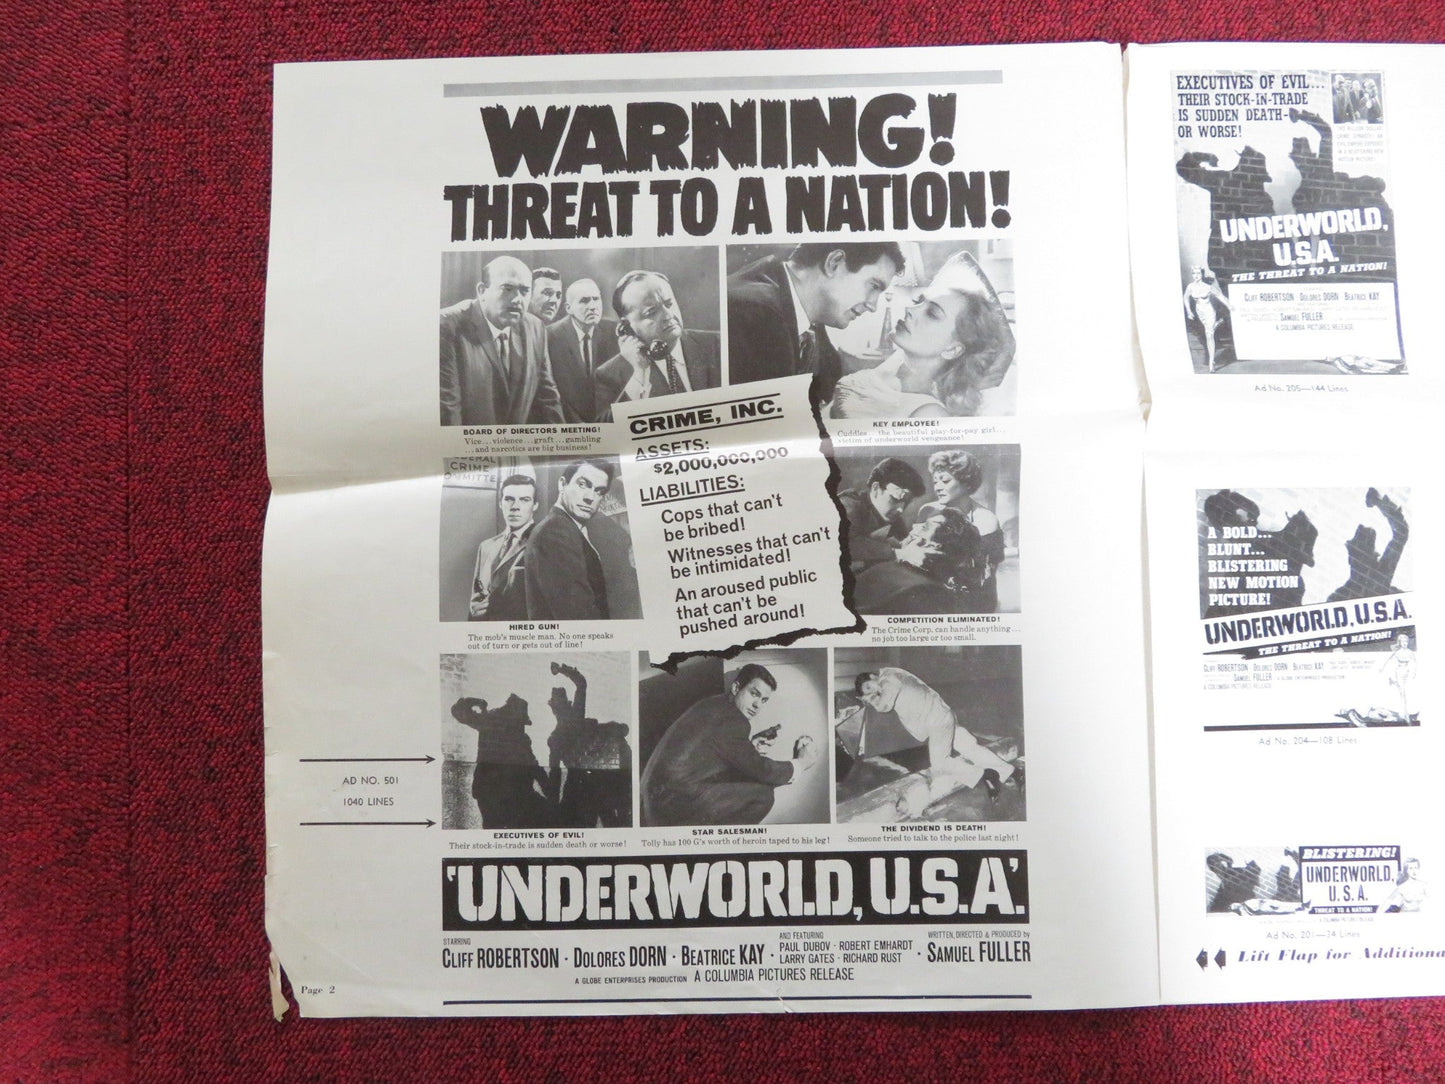 WARNING!
THREAT TO A NATION!
BOARD OF DIRECTORS MEETING!
Vice...violence...graft...gambling
...and narcotics are big business!
KEY EMPLOYEE!
Cuddles...the beautiful play-for-pay girl...
victim of underworld vengeance!
CRIME, INC.
ASSETS:
$2,000,000,000
LIABILITIES:
Cops that can't
be bribed!
Witnesses that can't
be intimidated!
An aroused public
that can't be
pushed around!
CRIME
HIRED GUN!
The mob's muscle man. No one speaks
out of turn or gets out of line!
COMPETITION ELIMINATED!
The Crime Corp. can handle anything...
no job too large or too small.
EXECUTIVES OF EVIL!
Their stock-in-trade is sudden death or worse!
STAR SALESMAN!
Tolly has 100 G's worth of heroin taped to his leg!
THE DIVIDEND IS DEATH!
Someone tried to talk to the police last night!
AD NO. 501
1040 LINES
'UNDERWORLD, U.S.A.'
STARRING
CLIFF ROBERTSON · DOLORES DORN · BEATRICE KAY ·
AND FEATURING
PAUL DUBOV · ROBERT EMHARDT
LARRY GATES · RICHARD RUST
WRITTEN, DIRECTED & PRODUCED by
· SAMUEL FULLER
A GLOBE ENTERPRISES PRODUCTION A COLUMBIA PICTURES RELEASE
Page 2
EXECUTIVES OF EVIL...
THEIR STOCK-IN-TRADE
IS SUDDEN DEATH-
OR WORSE!
UNDERWORLD,
U.S.A.
THE THREAT TO A NATION!
CLIFF ROBERTSON · DOLORES DORN · BEATRICE KAY
SAMUEL FULLER
A COLUMBIA PICTURES RELEASE
Ad No. 205—144 Lines
A BOLD...
BLUNT...
BLISTERING
NEW MOTION
PICTURE!
UNDERWORLD, U.S.A.
THE THREAT TO A NATION!
CLIFF ROBERTSON · DOLORES DORN · BEATRICE KAY
SAMUEL FULLER · A GLOBE ENTERPRISES PRODUCTION
A COLUMBIA PICTURES RELEASE
Ad No. 204—108 Lines
BLISTERING!
UNDERWORLD,
U.S.A.
THREAT TO A NATION!
A COLUMBIA PICTURES RELEASE
Ad No. 201—34 Lines
Lift Flap for Additiona